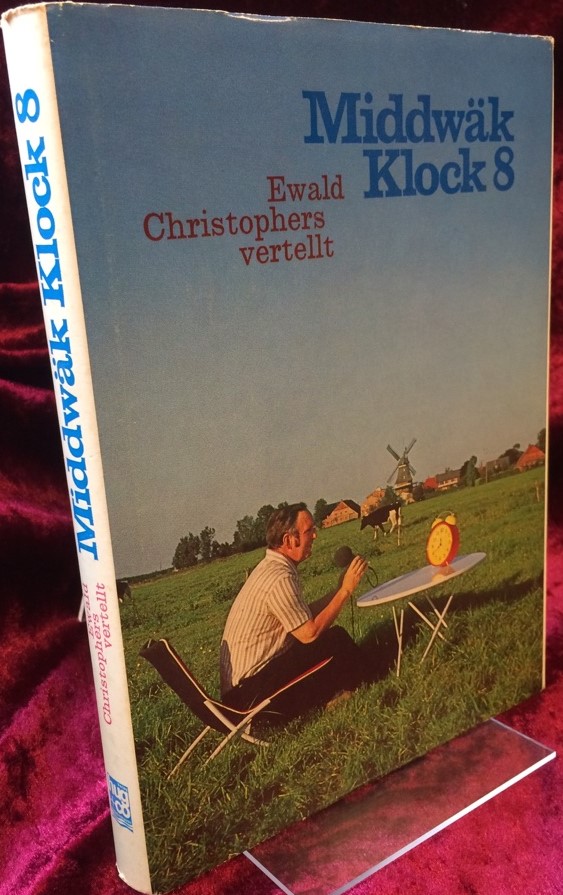 Middwäk
Klock 8
Ewald
Christophers
vertellt
Middwäk Klock 8
Ewald
Christophers
vertellt